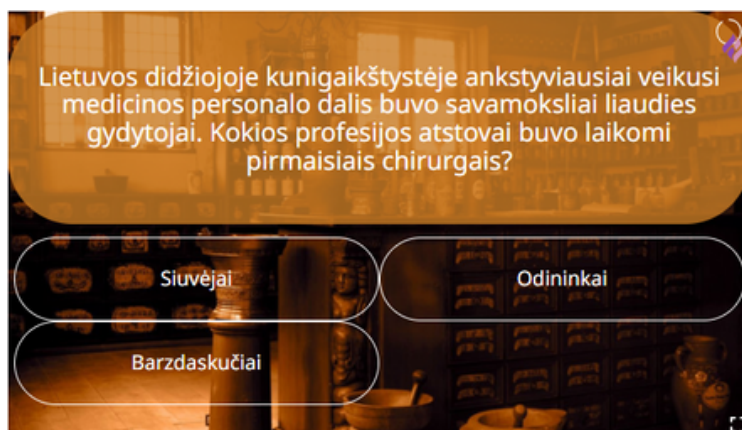 Lietuvos didžiojoje kunigaikštystėje ankstyviausiai veikusi
medicinos personalo dalis buvo savamoksliai liaudies
gydytojai. Kokios profesijos atstovai buvo laikomi
pirmaisiais chirurgais?
Siuvėjai
Odininkai
Barzdaskučiai